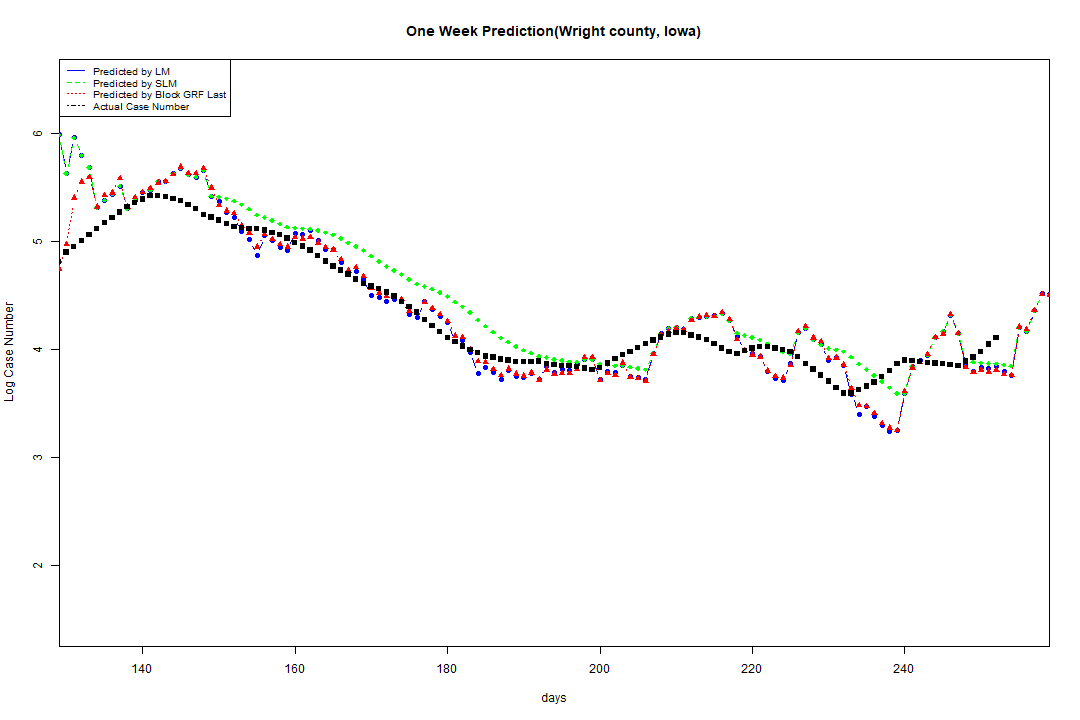 One Week Prediction(Wright county, Iowa)
Predicted by LM
Predicted by SLM
Predicted by Block GRF Last
Actual Case Number
6
5
4
3
2
Log Case Number
140 160 180 200 220 240
days